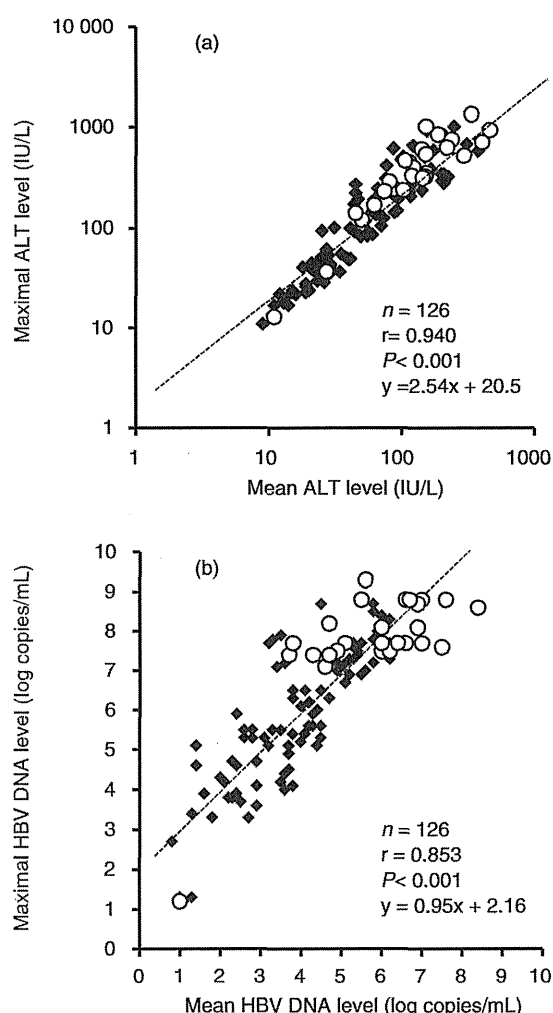 (a)
Maximal ALT level (IU/L)
10 000
1000
100
10
1
n = 126
r= 0.940
P< 0.001
y =2.54x + 20.5
1 10 100 1000
Mean ALT level (IU/L)
(b)
Maximal HBV DNA level (log copies/mL)
10
9
8
7
6
5
4
3
2
1
0
n = 126
r = 0.853
P< 0.001
y = 0.95x + 2.16
0 1 2 3 4 5 6 7 8 9 10
Mean HBV DNA level (log copies/mL)